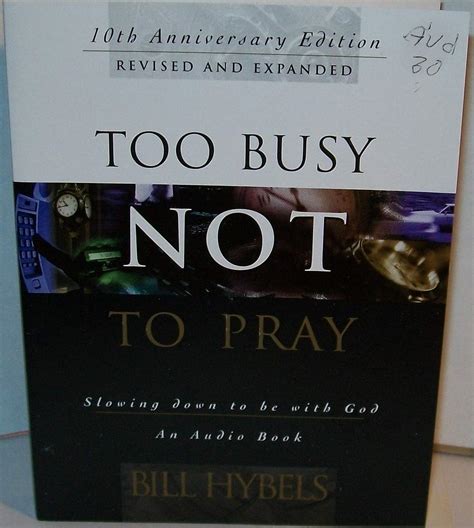 10th Anniversary Edition
REVISED AND EXPANDED
Aud
30
TOO BUSY
NOT
TO PRAY
Slowing down to be with God
An Audio Book
BILL HYBELS